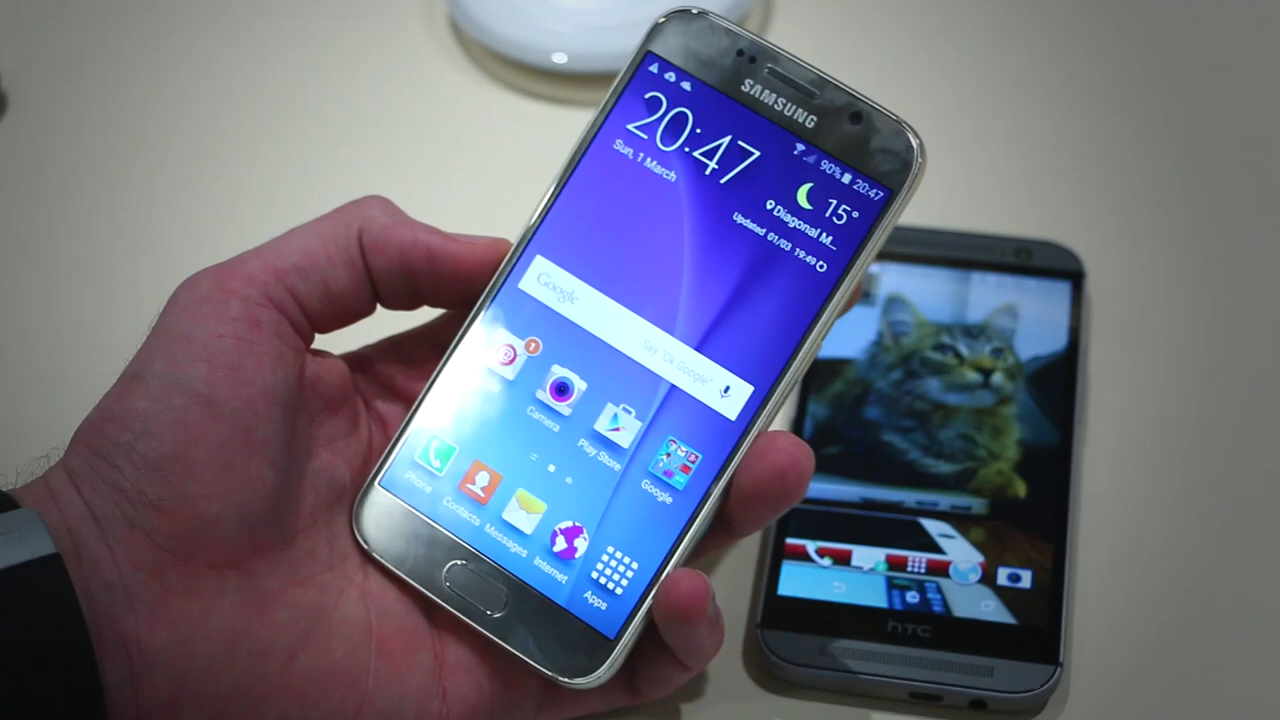 SAMSUNG
90% 20:47
20:47
Sun, 1 March
15°
Diagonal M...
Updated 01/03 19:49
Google
Say "Ok Google"
1
Camera
Play Store
Google
Phone
Contacts
Messages
Internet
Apps
hTC